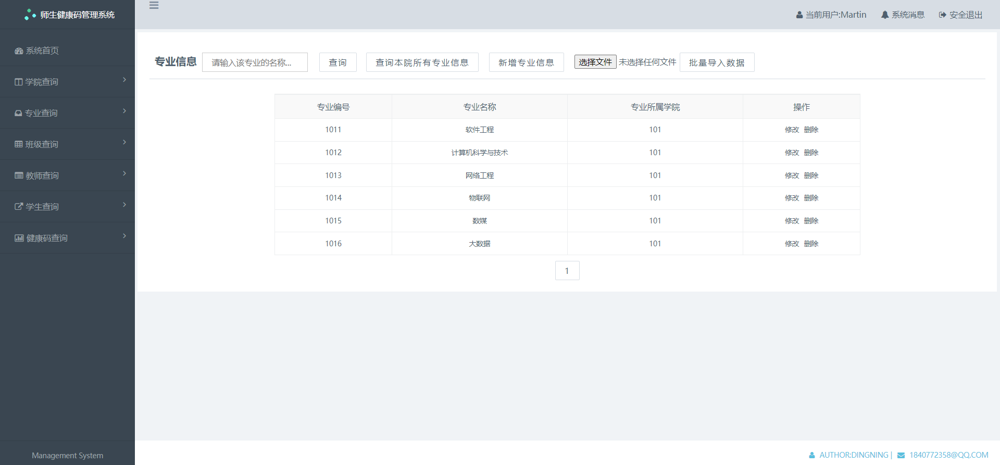 师生健康码管理系统
当前用户:Martin 系统消息 安全退出
系统首页
学院查询
专业查询
班级查询
教师查询
学生查询
健康码查询
Management System
专业信息 请输入该专业的名称... 查询 查询本院所有专业信息 新增专业信息 选择文件 未选择任何文件 批量导入数据
专业编号 专业名称 专业所属学院 操作
1011 软件工程 101 修改 删除
1012 计算机科学与技术 101 修改 删除
1013 网络工程 101 修改 删除
1014 物联网 101 修改 删除
1015 数媒 101 修改 删除
1016 大数据 101 修改 删除
1
AUTHOR:DINGNING | 1840772358@QQ.COM